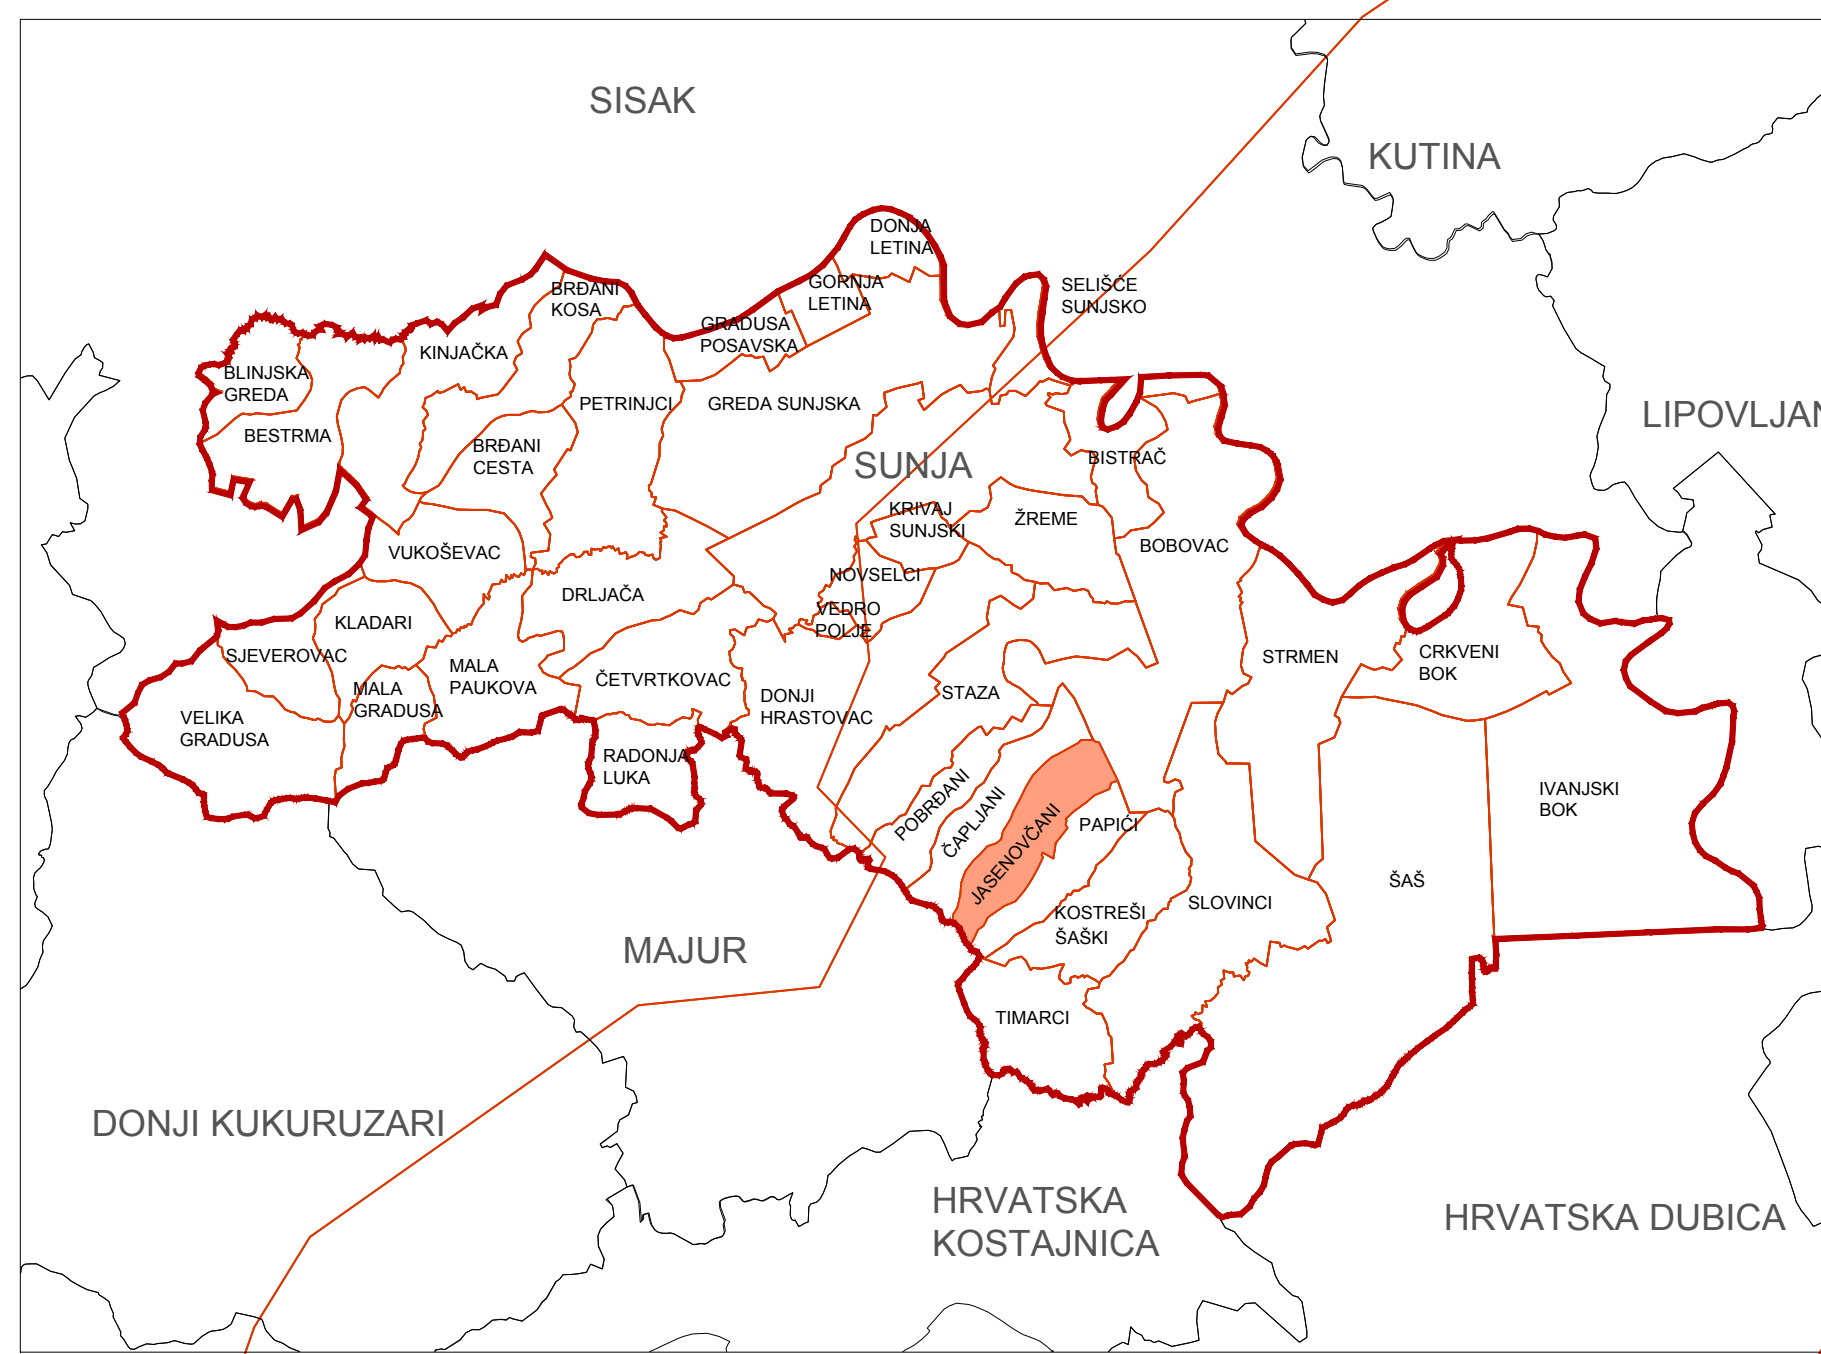 SISAK
KUTINA
DONJA
LETINA
SELIŠĆE
SUNJSKO
BRĐANI
KOSA
GORNJA
LETINA
GRADUSA
POSAVSKA
KINJAČKA
BLINJSKA
GREDA
PETRINJCI
GREDA SUNJSKA
LIPOVLJAN
BESTRMA
BRĐANI
CESTA
SUNJA
BISTRAČ
KRIVAJ
SUNJSKI
ŽREME
BOBOVAC
VUKOŠEVAC
NOVSELCI
DRLJAČA
VEDRO
POLJE
KLADARI
SJEVEROVAC
MALA
PAUKOVA
ČETVRTKOVAC
STRMEN
CRKVENI
BOK
MALA
GRADUSA
DONJI
HRASTOVAC
STAZA
VELIKA
GRADUSA
RADONJA
LUKA
IVANJSKI
BOK
POBRĐANI
ČAPLJANI
JASENOVČANI
PAPIĆI
ŠAŠ
SLOVINCI
KOSTREŠI
ŠAŠKI
MAJUR
TIMARCI
DONJI KUKURUZARI
HRVATSKA
KOSTAJNICA
HRVATSKA DUBICA